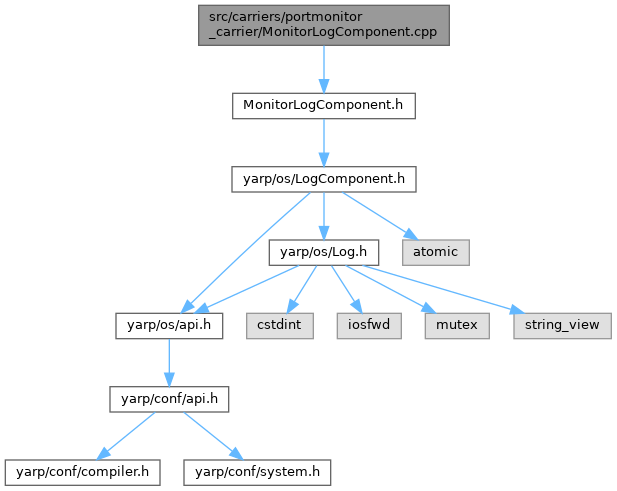 src/carriers/portmonitor
_carrier/MonitorLogComponent.cpp
MonitorLogComponent.h
yarp/os/LogComponent.h
yarp/os/Log.h
atomic
yarp/os/api.h
cstdint
iosfwd
mutex
string_view
yarp/conf/api.h
yarp/conf/compiler.h
yarp/conf/system.h